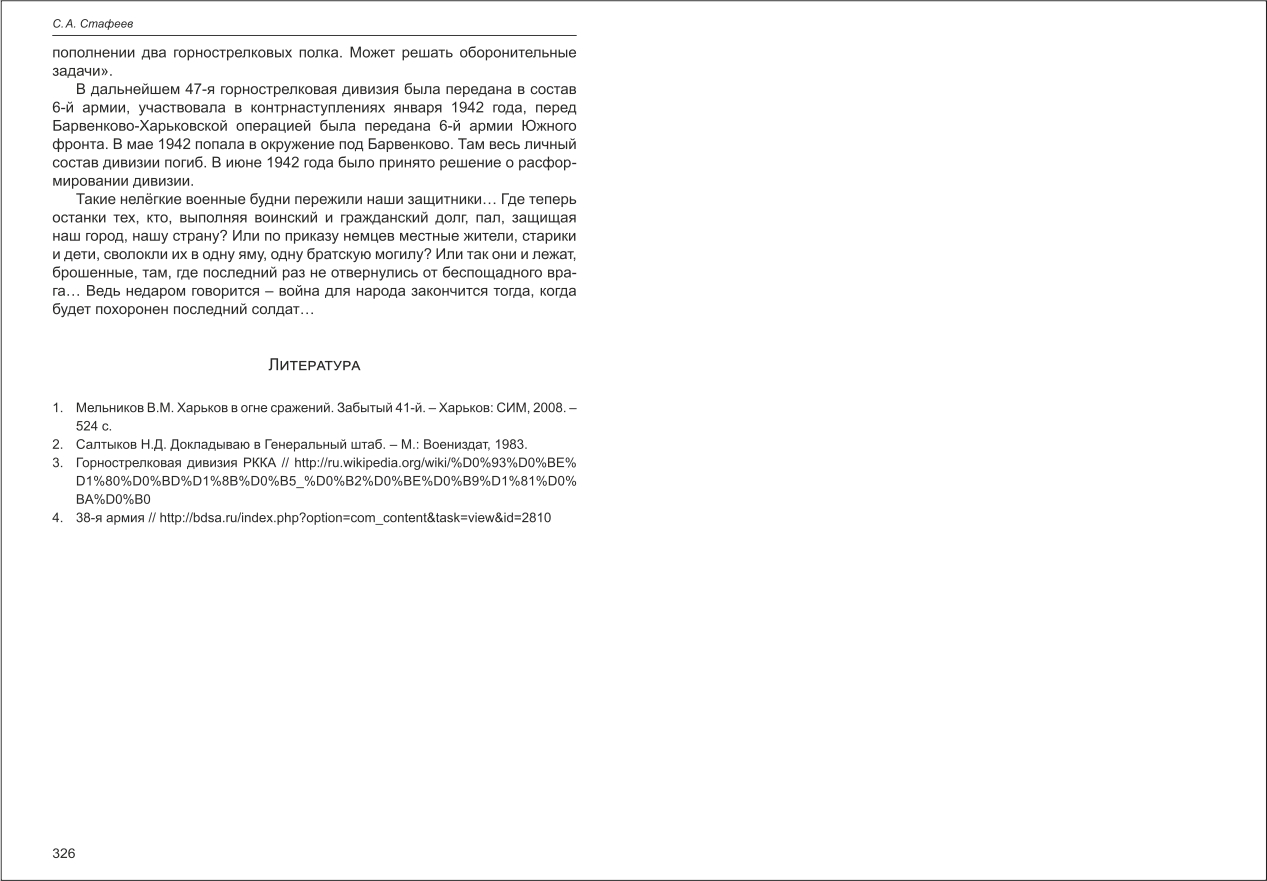 С. А. Стафеев
пополнении два горнострелковых полка. Может решать оборонительные
задачи».
В дальнейшем 47-я горнострелковая дивизия была передана в состав
6-й армии, участвовала в контрнаступлениях января 1942 года, перед
Барвенково-Харьковской операцией была передана 6-й армии Южного
фронта. В мае 1942 попала в окружение под Барвенково. Там весь личный
состав дивизии погиб. В июне 1942 года было принято решение о расфор-
мировании дивизии.
Такие нелёгкие военные будни пережили наши защитники… Где теперь
останки тех, кто, выполняя воинский и гражданский долг, пал, защищая
наш город, нашу страну? Или по приказу немцев местные жители, старики
и дети, сволокли их в одну яму, одну братскую могилу? Или так они и лежат,
брошенные, там, где последний раз не отвернулись от беспощадного вра-
га… Ведь недаром говорится – война для народа закончится тогда, когда
будет похоронен последний солдат…
Литература
1. Мельников В.М. Харьков в огне сражений. Забытый 41-й. – Харьков: СИМ, 2008. –
524 с.
2. Салтыков Н.Д. Докладываю в Генеральный штаб. – М.: Воениздат, 1983.
3. Горнострелковая дивизия РККА // http://ru.wikipedia.org/wiki/%D0%93%D0%BE%
D1%80%D0%BD%D1%8B%D0%B5_%D0%B2%D0%BE%D0%B9%D1%81%D0%
BA%D0%B0
4. 38-я армия // http://bdsa.ru/index.php?option=com_content&task=view&id=2810
326